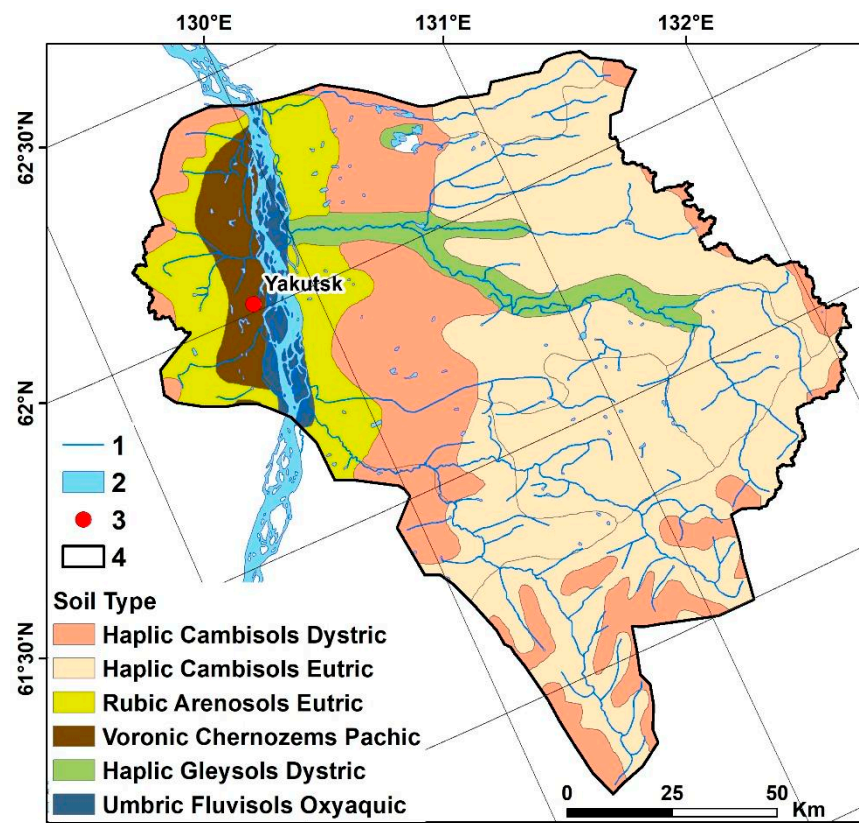 130°0'E
131°E
132°E
62°30'N
62°N
61°30'N
Yakutsk
1
2
3
4
Soil Type
Haplic Cambisols Dystric
Haplic Cambisols Eutric
Rubic Arenosols Eutric
Voronic Chernozems Pachic
Haplic Gleysols Dystric
Umbric Fluvisols Oxyaquic
0 25 50
Km